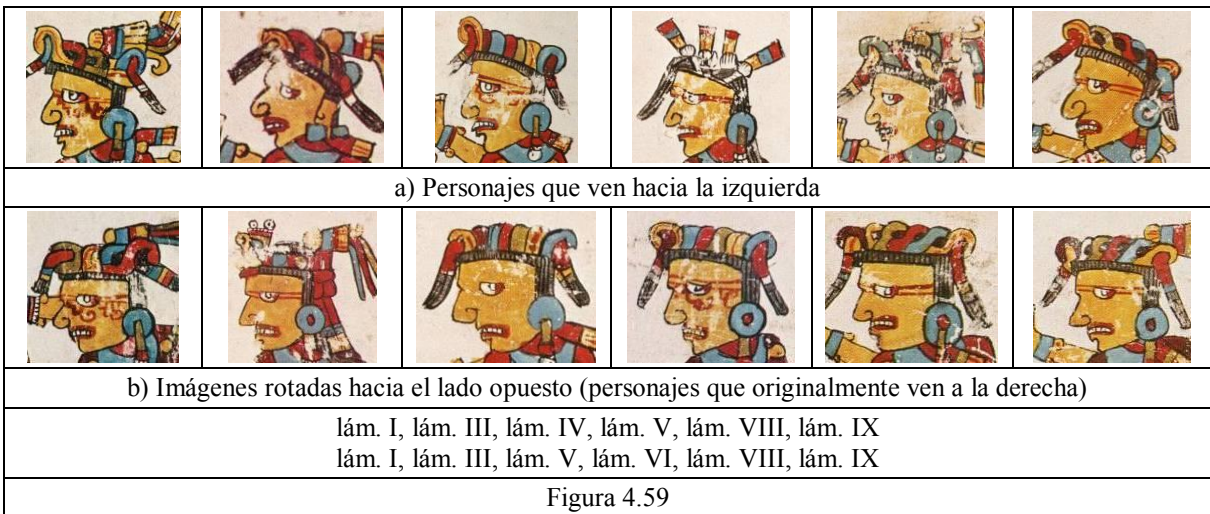 a) Personajes que ven hacia la izquierda
b) Imágenes rotadas hacia el lado opuesto (personajes que originalmente ven a la derecha)
lám. I, lám. III, lám. IV, lám. V, lám. VIII, lám. IX
lám. I, lám. III, lám. V, lám. VI, lám. VIII, lám. IX
Figura 4.59